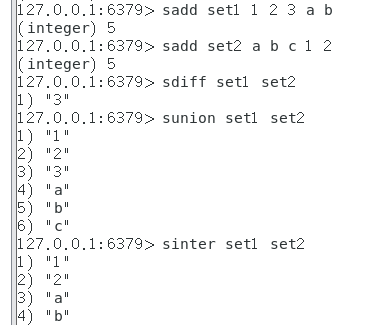 127.0.0.1:6379> sadd set1 1 2 3 a b
(integer) 5
127.0.0.1:6379> sadd set2 a b c 1 2
(integer) 5
127.0.0.1:6379> sdiff set1 set2
1) "3"
127.0.0.1:6379> sunion set1 set2
1) "1"
2) "2"
3) "3"
4) "a"
5) "b"
6) "c"
127.0.0.1:6379> sinter set1 set2
1) "1"
2) "2"
3) "a"
4) "b"